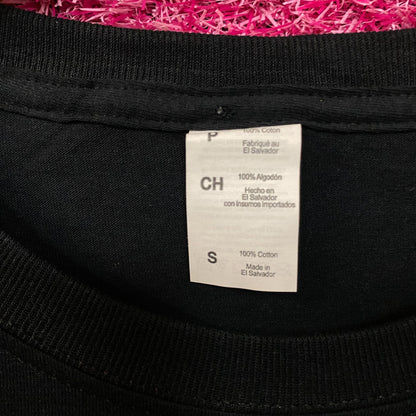 P
100% Cotton
Fabriqué au
El Salvador
CH
100% Algodón
Hecho en
El Salvador
con insumos importados
S
100% Cotton
Made in
El Salvador